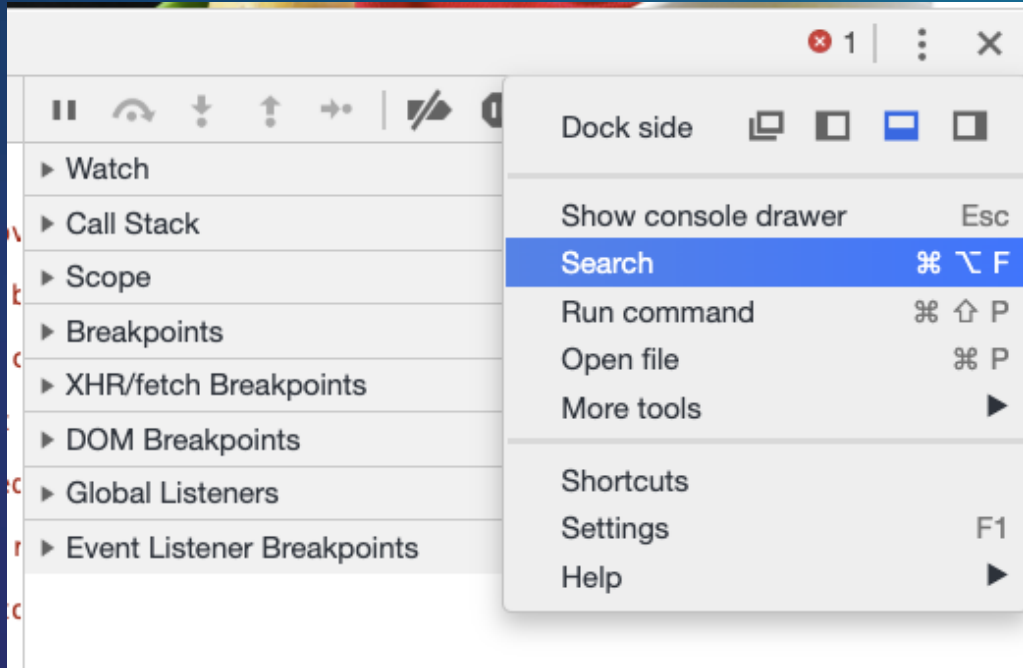 1
Dock side
Watch
Call Stack
Scope
Breakpoints
XHR/fetch Breakpoints
DOM Breakpoints
Global Listeners
Event Listener Breakpoints
Show console drawer Esc
Search ⌘ ⌥ F
Run command ⌘ ⇧ P
Open file ⌘ P
More tools ▶
Shortcuts
Settings F1
Help ▶